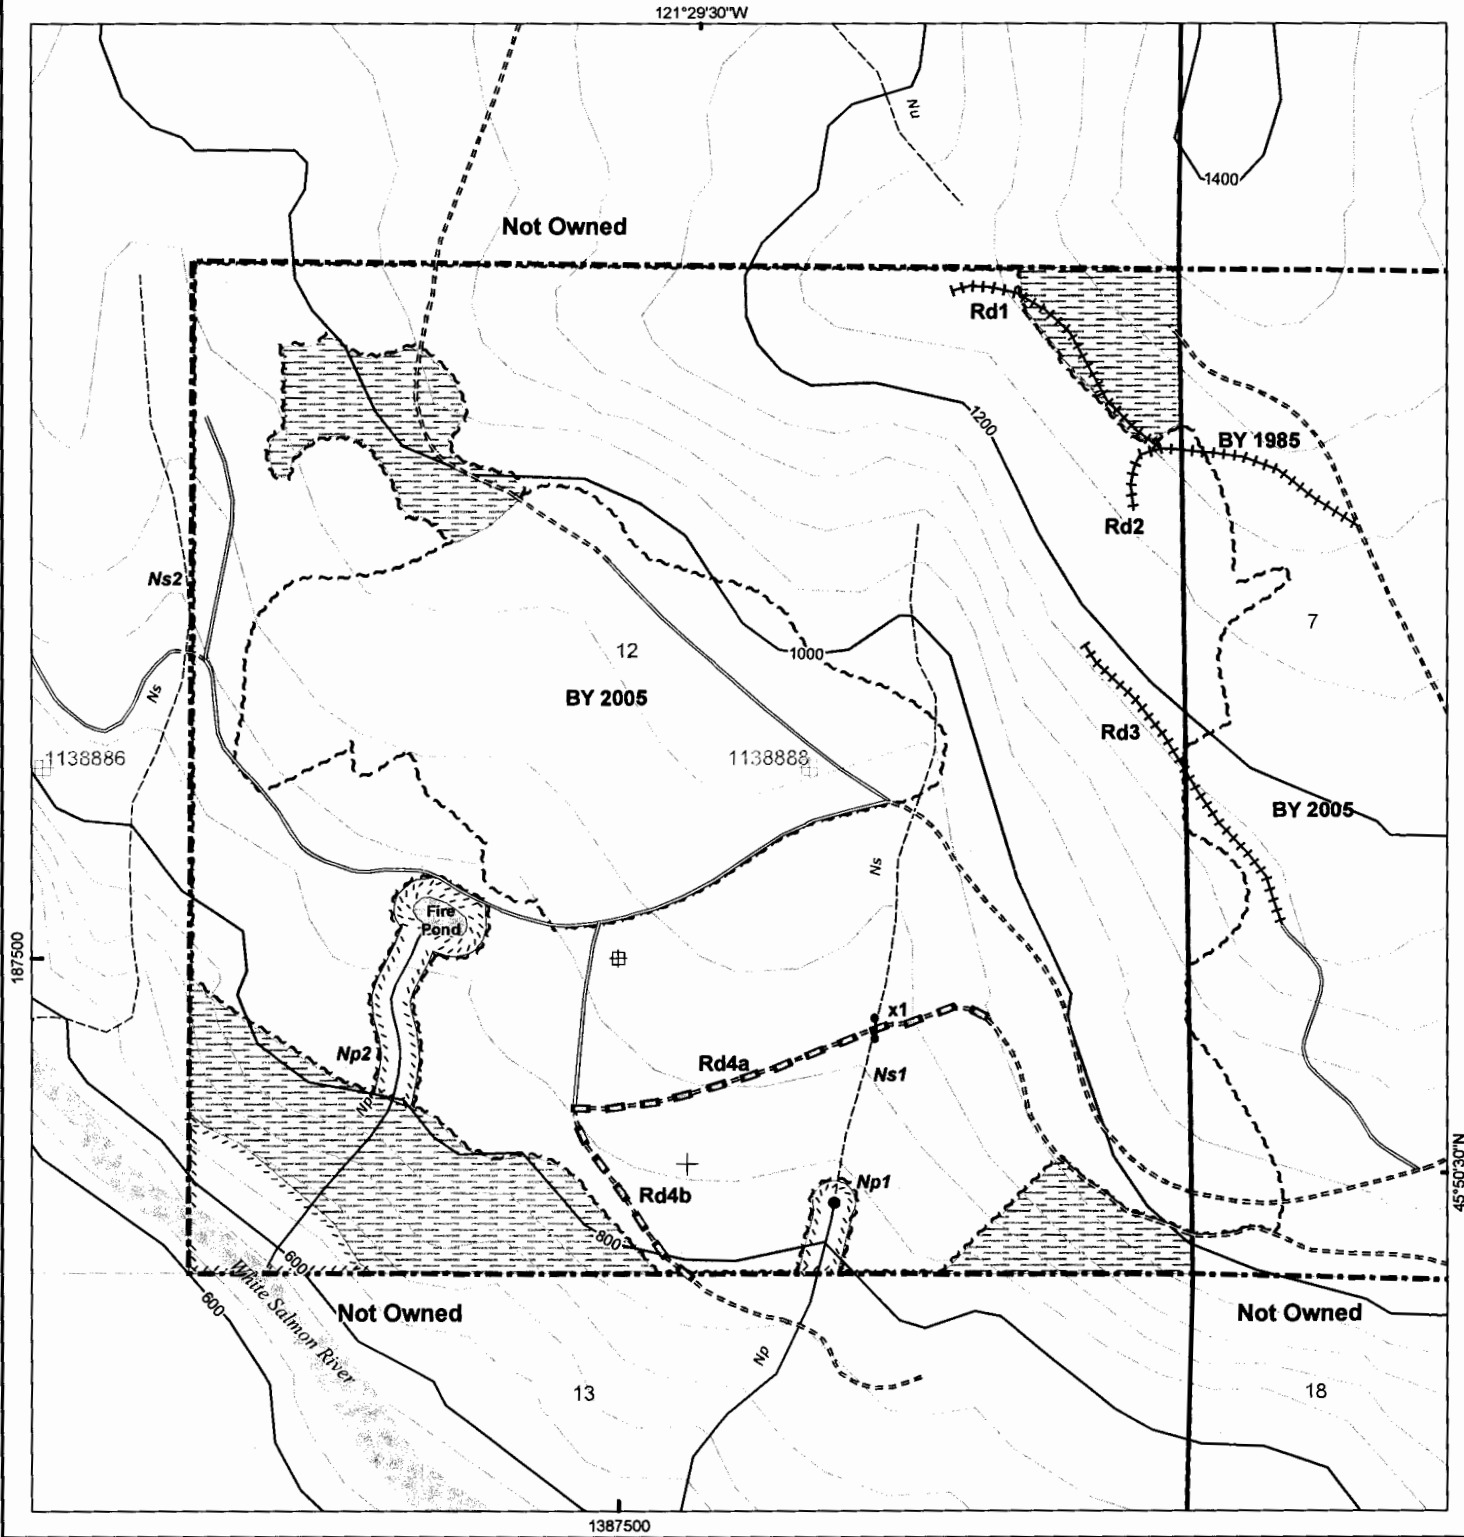 121°29'30"W
Nu
1400
Not Owned
Rd1
1200
BY 1985
Rd2
Ns2
7
12
1000
Ns
BY 2005
Rd3
1138886
1138888
BY 2005
Ns
Fire
Pond
187500
x1
Np2
Rd4a
Ns1
Np
45°50'30"N
Np1
Rd4b
800
600
White Salmon River
600
Not Owned
Not Owned
Np
13
18
1387500